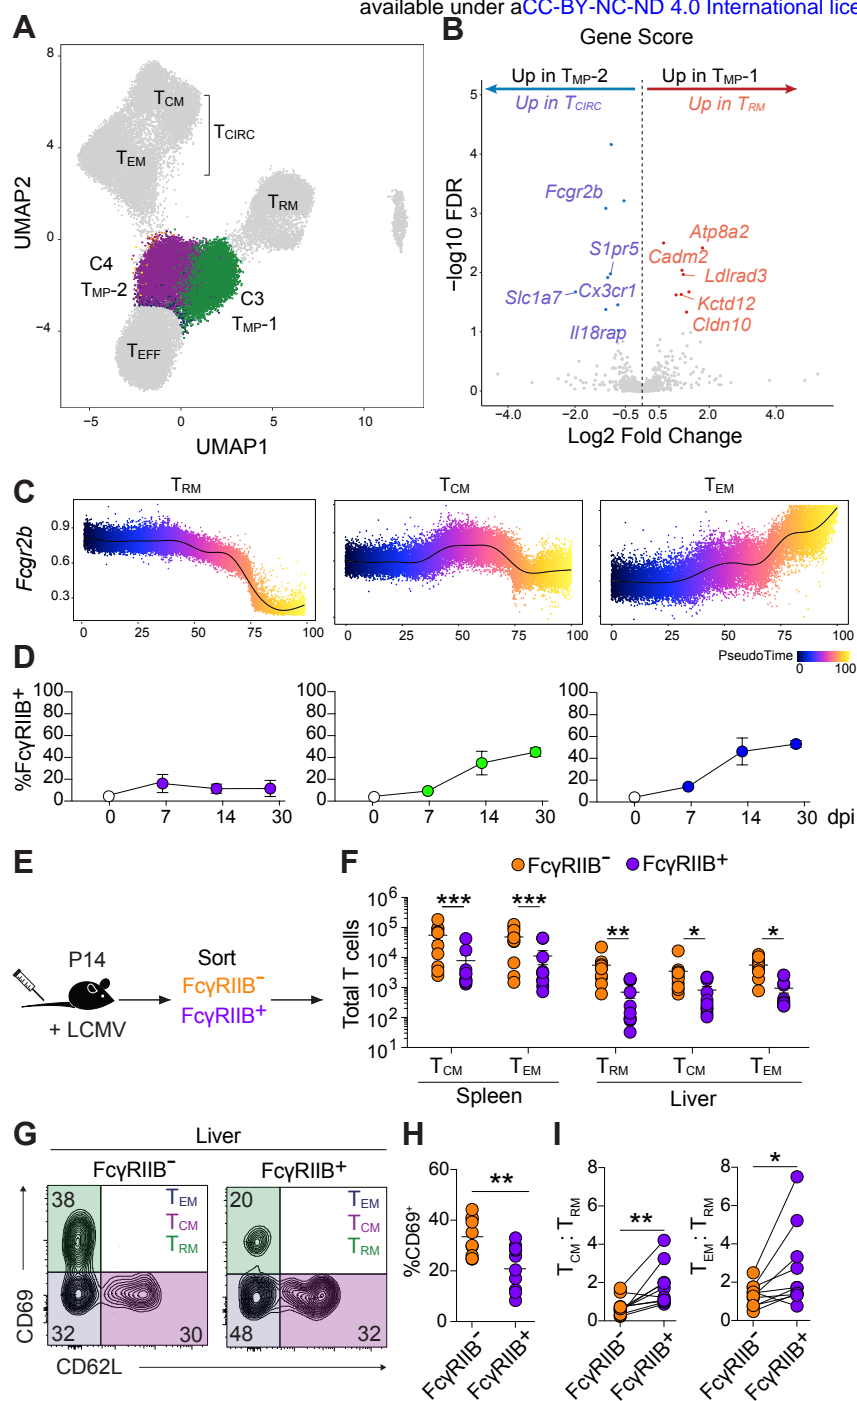 available under aCC-BY-NC-ND 4.0 International lice
A
8
4
0
−4
UMAP2
TCM
TCIRC
TEM
TRM
C4
TMP-2
C3
TMP-1
TEFF
−5
0
5
10
UMAP1
B
Gene Score
Up in TMP-2
Up in TMP-1
Up in TCIRC
Up in TRM
5
4
3
2
1
0
−log10 FDR
Fcgr2b
S1pr5
Slc1a7
Cx3cr1
Il18rap
Atp8a2
Cadm2
Ldlrad3
Kctd12
Cldn10
−4.0
−2.0
−0.5
0.5
2.0
4.0
Log2 Fold Change
C
TRM
TCM
TEM
Fcgr2b
0.9
0.6
0.3
0 25 50 75 100
0 25 50 75 100
0 25 50 75 100
PseudoTime
0 100
D
%FcγRIIB+
100
80
60
40
20
0
0 7 14 30
100
80
60
40
20
0
0 7 14 30
100
80
60
40
20
0
0 7 14 30 dpi
E
P14
+ LCMV
Sort
FcγRIIB−
FcγRIIB+
F
FcγRIIB− FcγRIIB+
Total T cells
10^6
10^5
10^4
10^3
10^2
10^1
*** *** ** * *
TCM TEM TRM TCM TEM
Spleen Liver
G
Liver
FcγRIIB− FcγRIIB+
38
TEM
TCM
TRM
32
30
20
TEM
TCM
TRM
48
32
CD69
CD62L
H
**
60
40
20
0
%CD69+
FcγRIIB−
FcγRIIB+
I
**
8
6
4
2
0
TCM: TRM
FcγRIIB−
FcγRIIB+
*
8
6
4
2
0
TEM: TRM
FcγRIIB−
FcγRIIB+